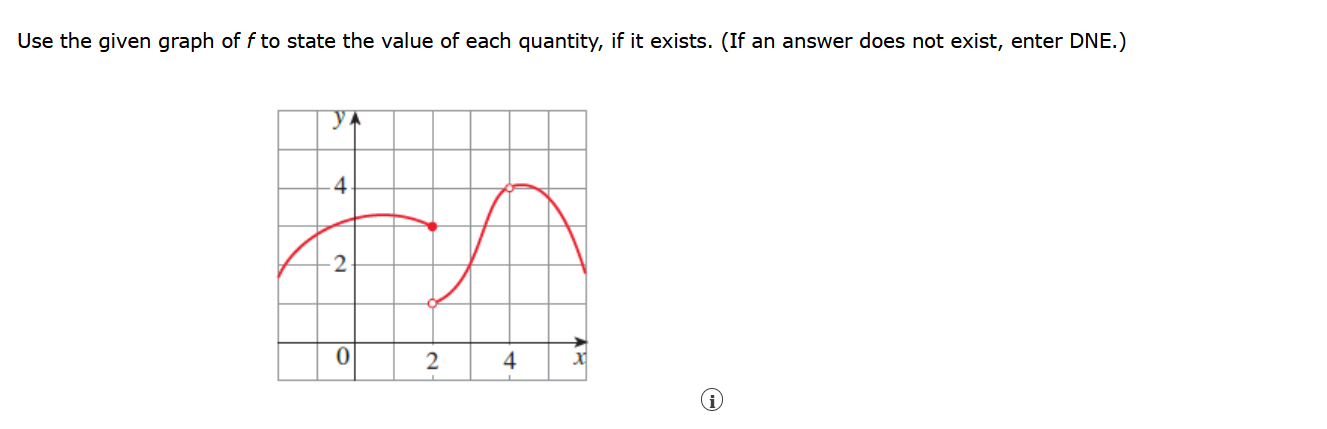 Use the given graph of f to state the value of each quantity, if it exists. (If an answer does not exist, enter DNE.)
y
4
2
0 2 4 x
i